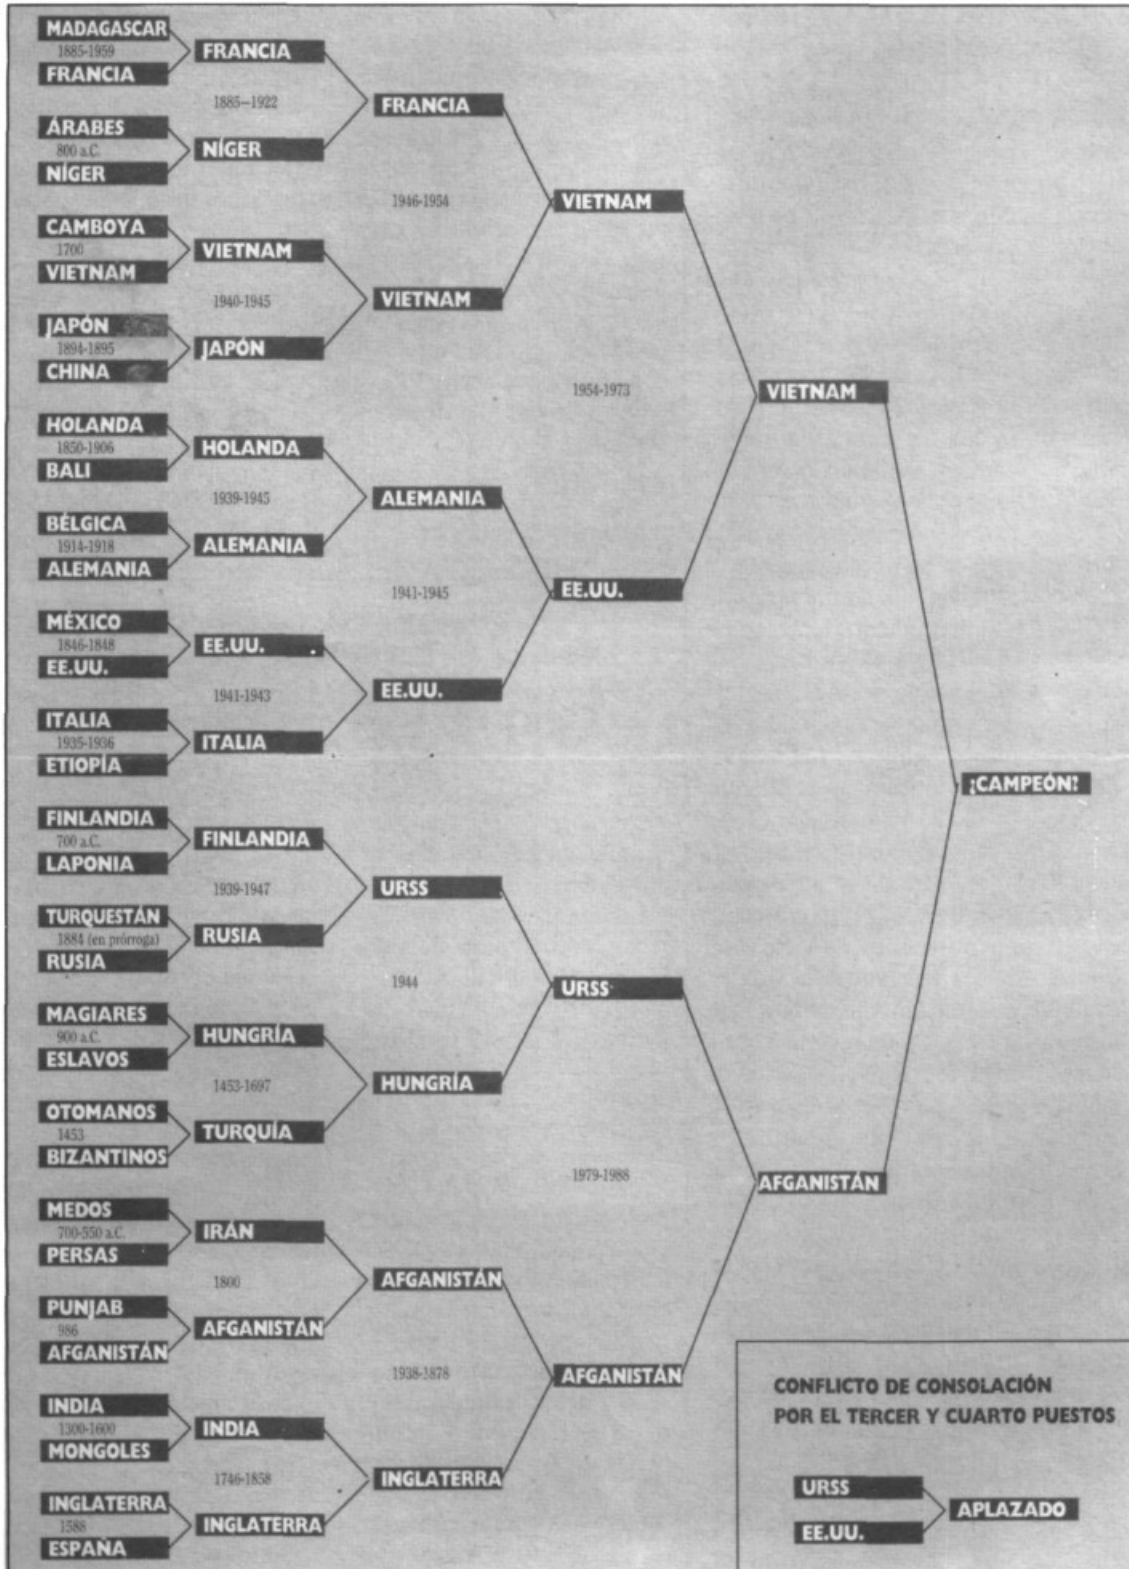 MADAGASCAR
1885-1959
FRANCIA
ÁRABES
800 a.C.
NÍGER
CAMBOYA
1700
VIETNAM
JAPÓN
1894-1895
CHINA
HOLANDA
1850-1906
BALI
BÉLGICA
1914-1918
ALEMANIA
MÉXICO
1846-1848
EE.UU.
ITALIA
1935-1936
ETIOPÍA
FINLANDIA
700 a.C.
LAPONIA
TURQUESTÁN
1884 (en prórroga)
RUSIA
MAGIARES
900 a.C.
ESLAVOS
OTOMANOS
1453
BIZANTINOS
MEDOS
700-550 a.C.
PERSAS
PUNJAB
986
AFGANISTÁN
INDIA
1300-1600
MONGOLES
INGLATERRA
1588
ESPAÑA
FRANCIA
1885-1922
NÍGER
VIETNAM
1940-1945
JAPÓN
HOLANDA
1939-1945
ALEMANIA
EE.UU.
1941-1943
ITALIA
FINLANDIA
1939-1947
RUSIA
HUNGRÍA
1453-1697
TURQUÍA
IRÁN
1800
AFGANISTÁN
INDIA
1746-1858
INGLATERRA
FRANCIA
1946-1954
VIETNAM
ALEMANIA
1941-1945
EE.UU.
URSS
1944
HUNGRÍA
AFGANISTÁN
1938-1878
INGLATERRA
VIETNAM
1954-1973
EE.UU.
URSS
1979-1988
AFGANISTÁN
VIETNAM
AFGANISTÁN
¡CAMPEÓN!
CONFLICTO DE CONSOLACIÓN
POR EL TERCER Y CUARTO PUESTOS
URSS
EE.UU.
APLAZADO